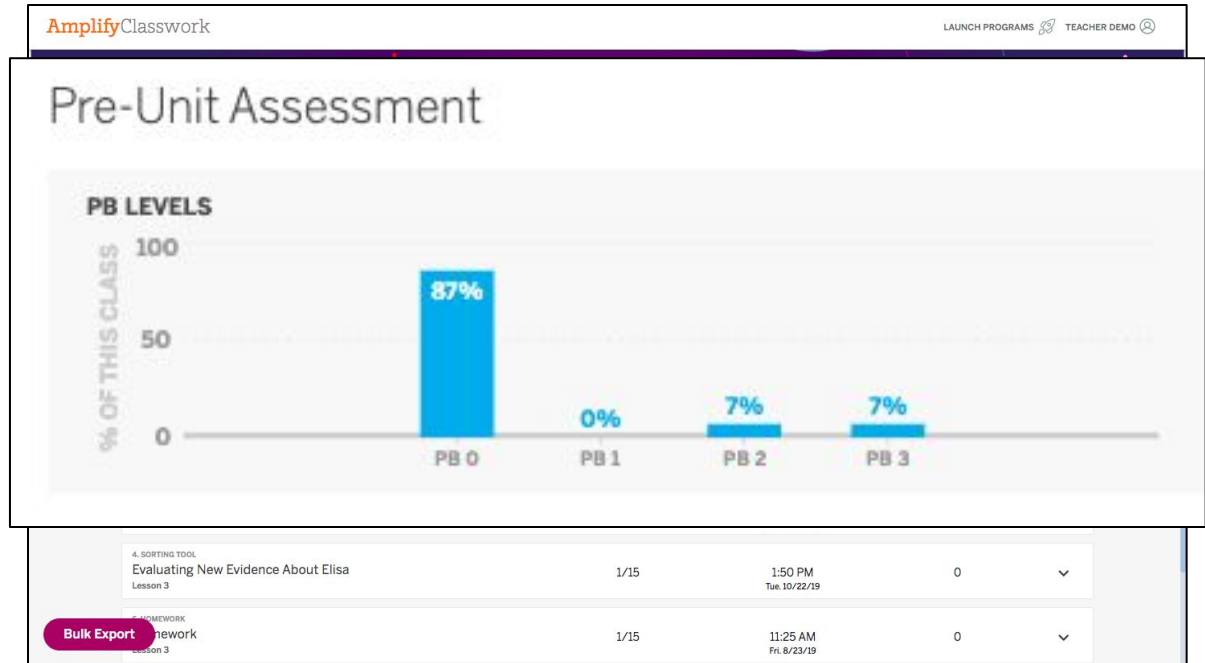 AmplifyClasswork
LAUNCH PROGRAMS TEACHER DEMO
Pre-Unit Assessment
PB LEVELS
% OF THIS CLASS
100
50
0
87%
0%
7%
7%
PB 0 PB 1 PB 2 PB 3
4. SORTING TOOL
Evaluating New Evidence About Elisa 1/15 1:50 PM 0
Lesson 3 Tue. 10/22/19
HOMEWORK
Bulk Export nework 1/15 11:25 AM 0
Lesson 3 Fri. 8/23/19